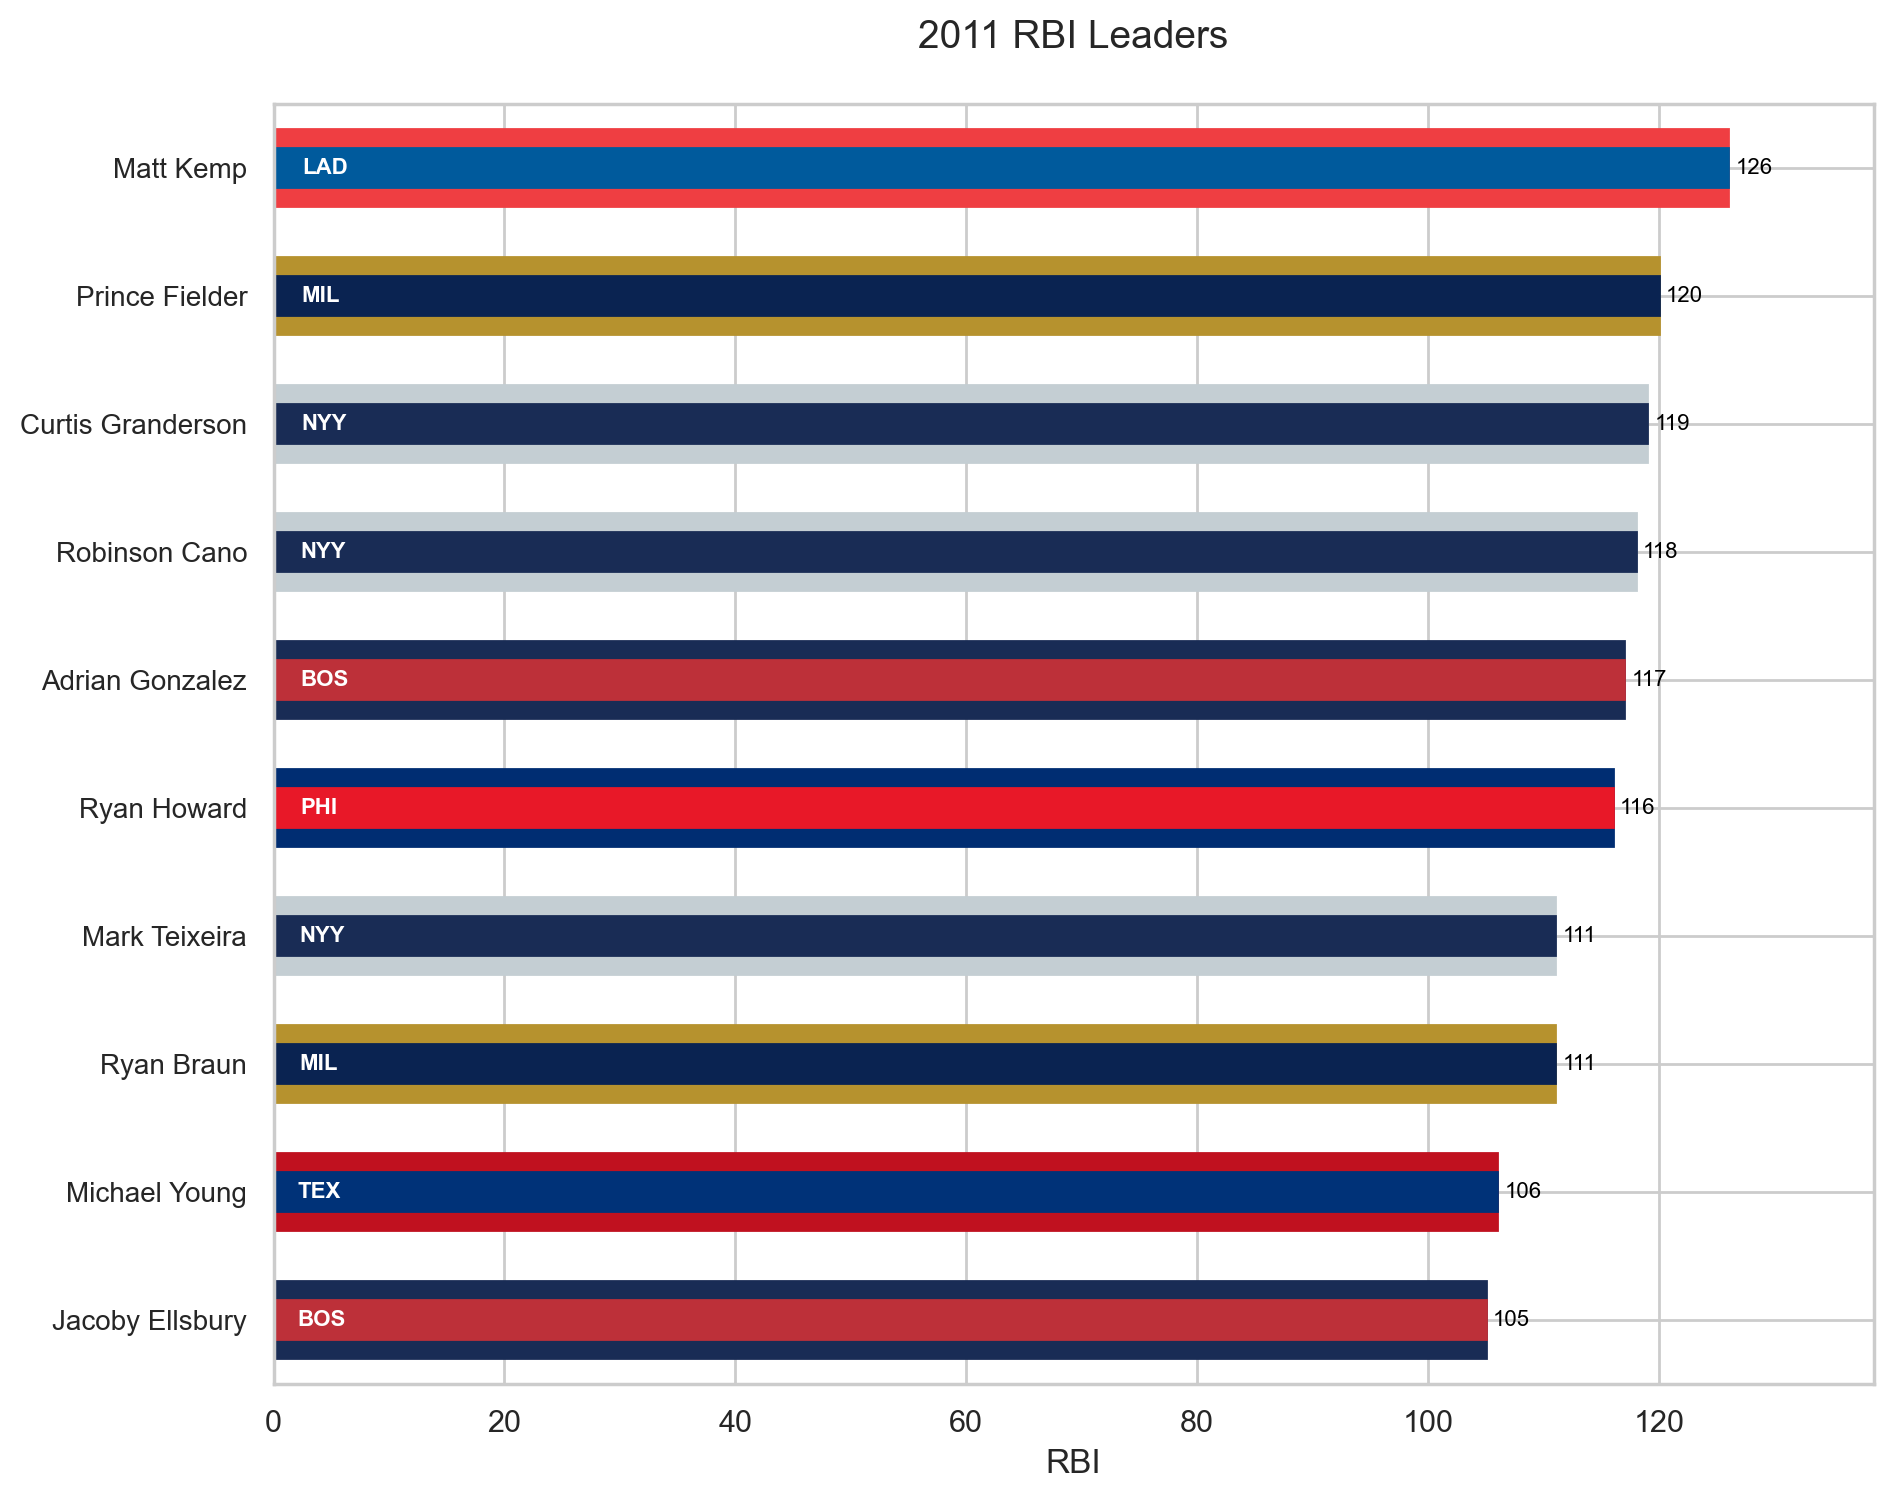 2011 RBI Leaders
Matt Kemp LAD 126
Prince Fielder MIL 120
Curtis Granderson NYY 119
Robinson Cano NYY 118
Adrian Gonzalez BOS 117
Ryan Howard PHI 116
Mark Teixeira NYY 111
Ryan Braun MIL 111
Michael Young TEX 106
Jacoby Ellsbury BOS 105
0 20 40 60 80 100 120
RBI